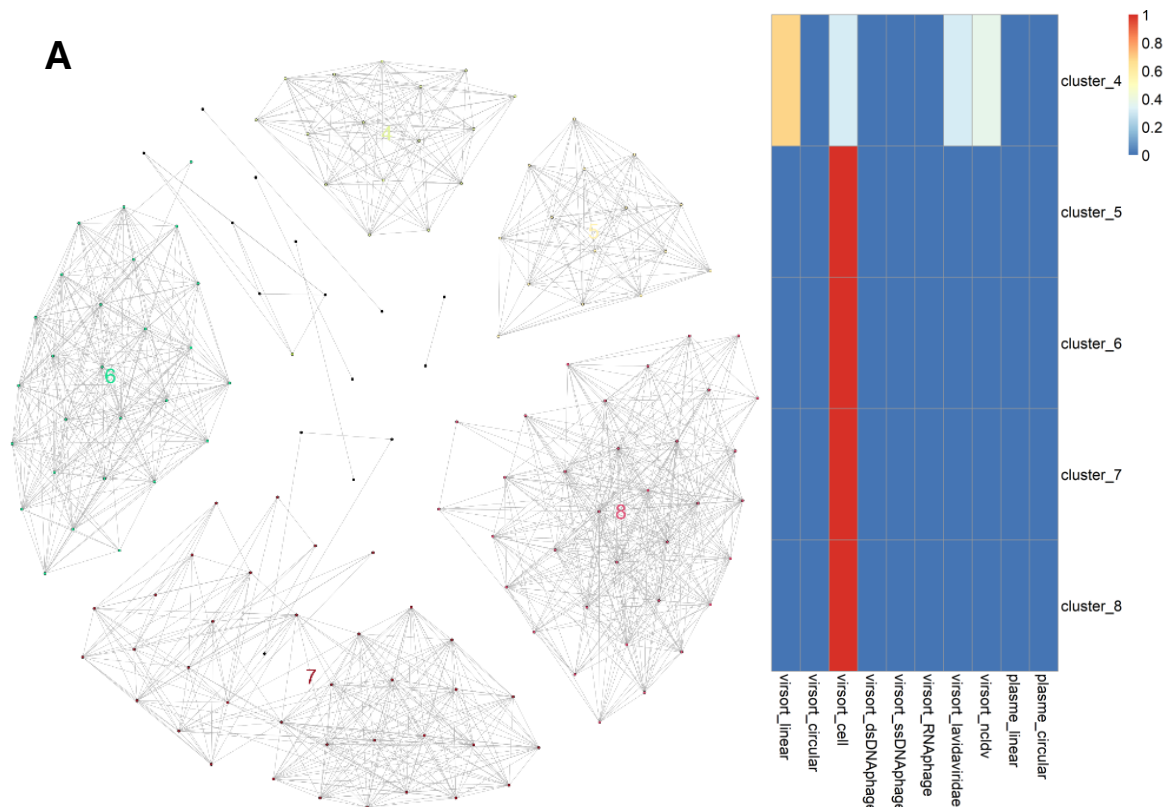 A
4
5
6
7
8
1
0.8
0.6
0.4
0.2
0
cluster_4
cluster_5
cluster_6
cluster_7
cluster_8
virsort_linear
virsort_circular
virsort_cell
virsort_dsDNAphage
virsort_ssDNAphage
virsort_RNAphage
virsort_lavidaviridae
virsort_ncldv
plasme_linear
plasme_circular